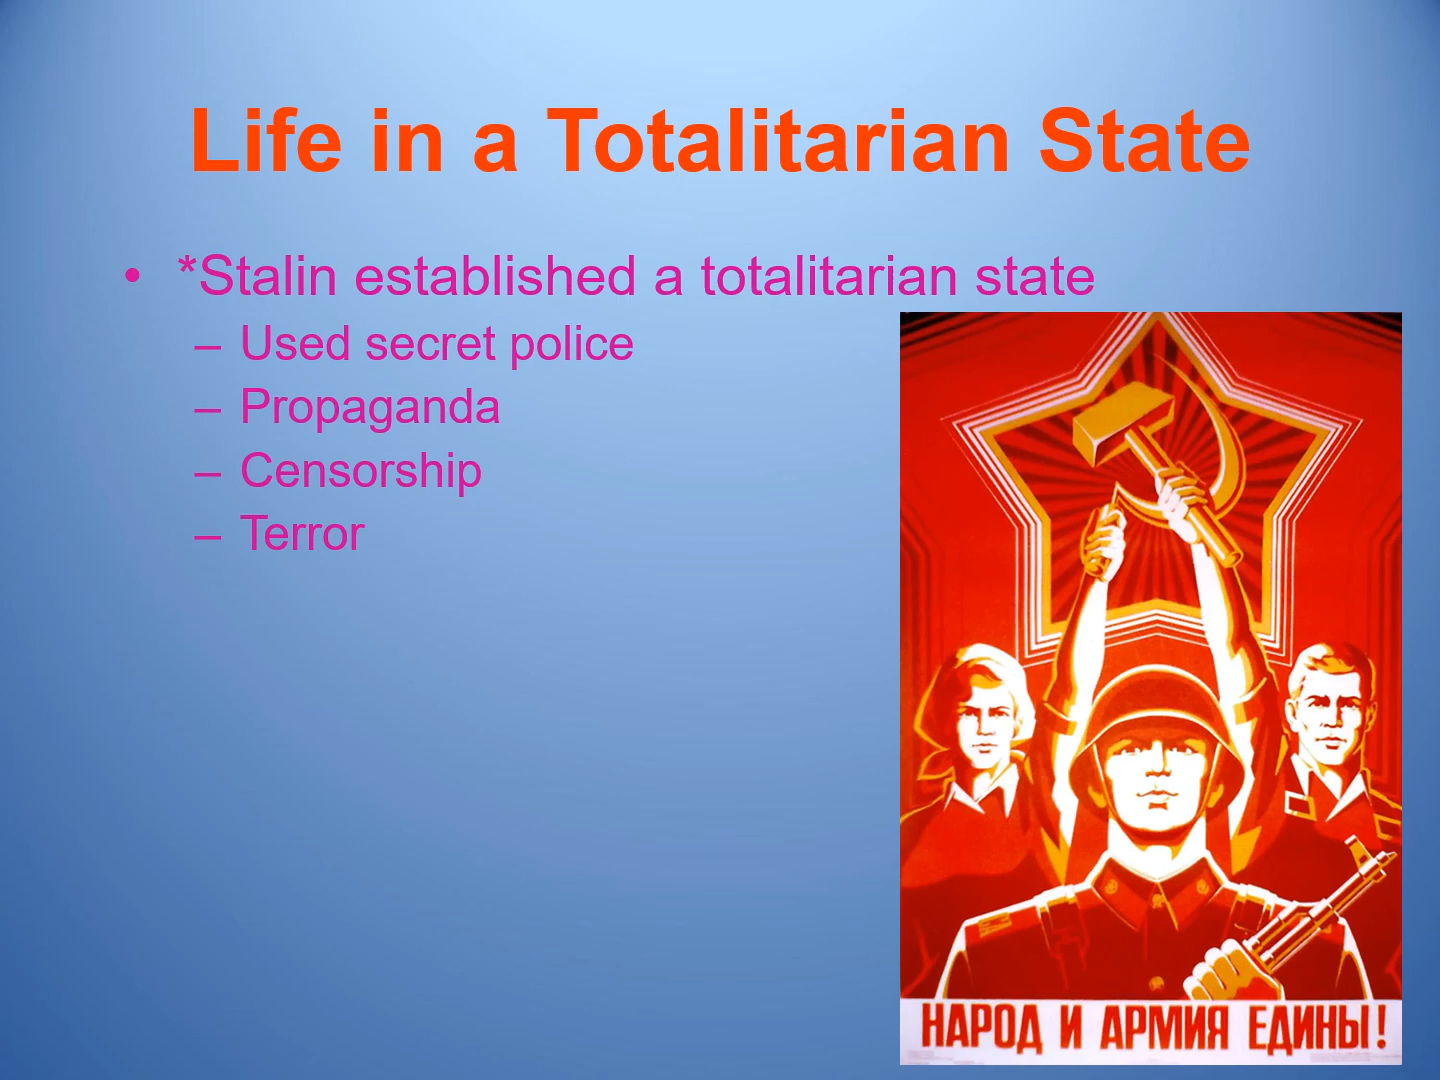 Life in a Totalitarian State
• *Stalin established a totalitarian state
– Used secret police
– Propaganda
– Censorship
– Terror
НАРОД И АРМИЯ ЕДИНЫ!